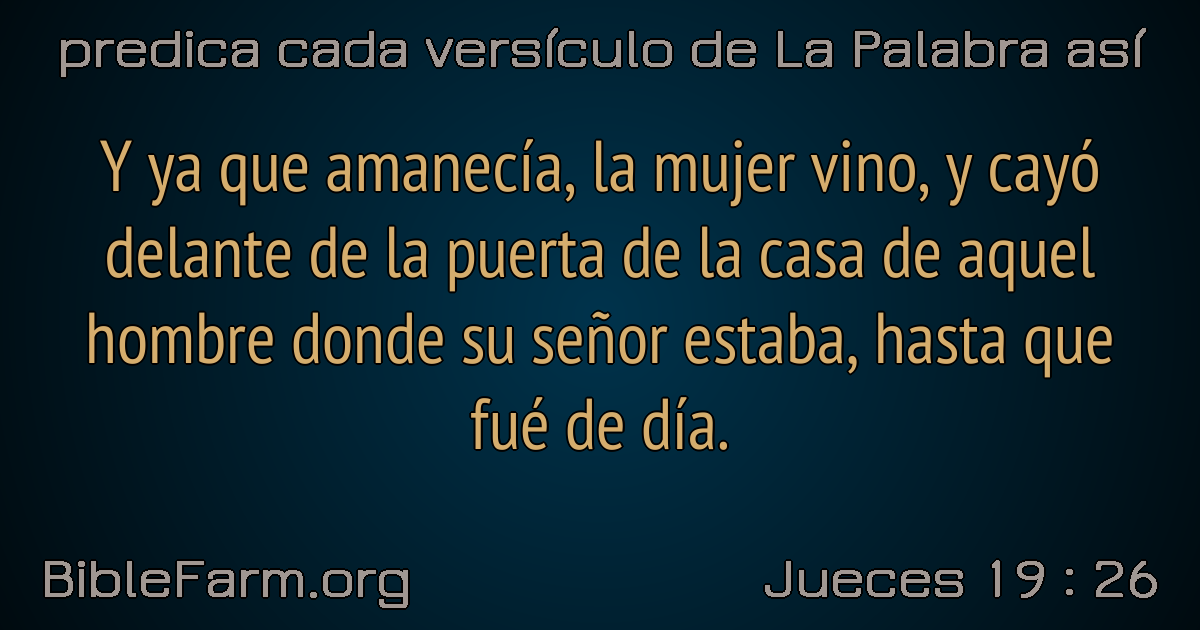 predica cada versículo de La Palabra así
Y ya que amanecía, la mujer vino, y cayó
delante de la puerta de la casa de aquel
hombre donde su señor estaba, hasta que
fué de día.
BibleFarm.org
Jueces 19 : 26